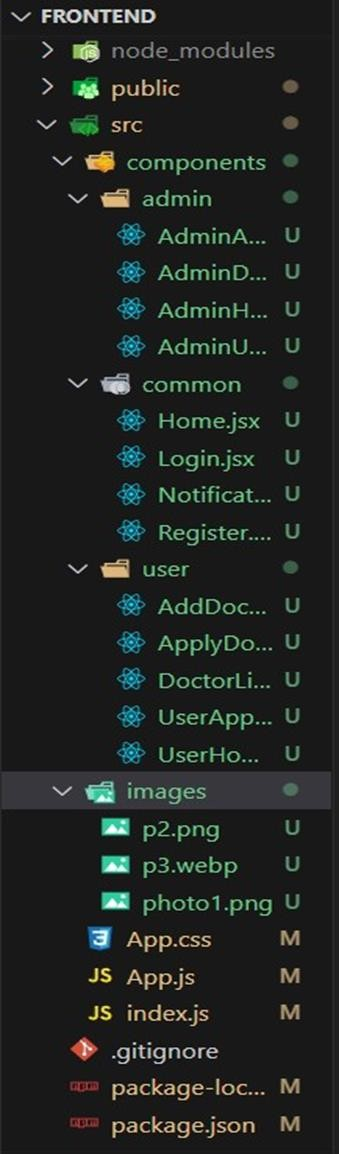 FRONTEND
node_modules
public
src
components
admin
AdminA... U
AdminD... U
AdminH... U
AdminU... U
common
Home.jsx U
Login.jsx U
Notificat... U
Register.... U
user
AddDoc... U
ApplyDo... U
DoctorLi... U
UserApp... U
UserHo... U
images
p2.png U
p3.webp U
photo1.png U
App.css M
JS App.js M
JS index.js M
.gitignore
package-loc... M
package.json M